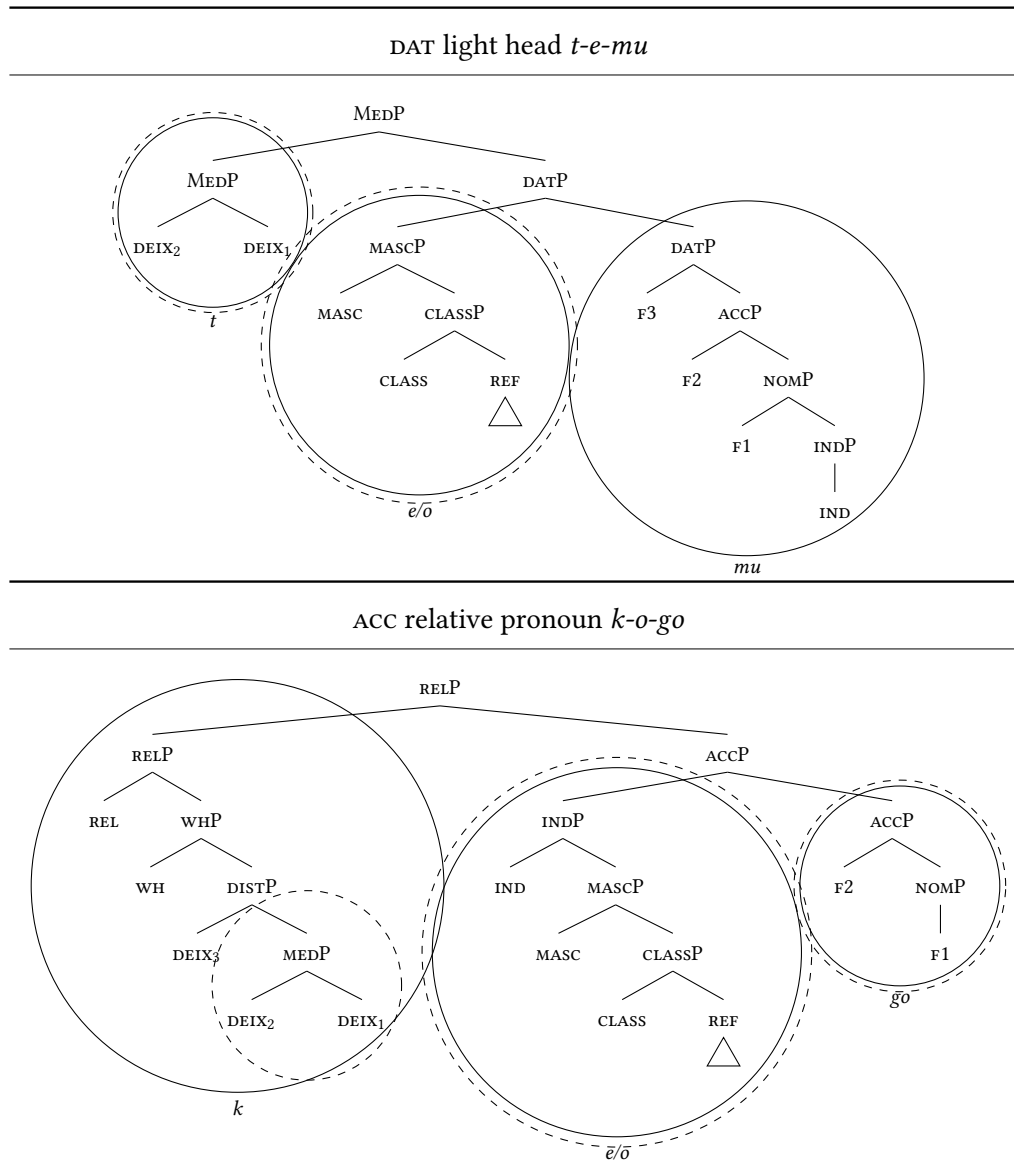 DAT light head t-e-mu
MEDP
MEDP DATP
DEIX₂ DEIX₁ MASCP DATP
t
MASC CLASSP F3 ACCP
CLASS REF F2 NOMP
F1 INDP
e/o
IND
mu
ACC relative pronoun k-o-go
RELP
RELP ACCP
REL WHP INDP ACCP
WH DISTP IND MASCP F2 NOMP
DEIX₃ MEDP MASC CLASSP F1
go
DEIX₂ DEIX₁ CLASS REF
k
e/o